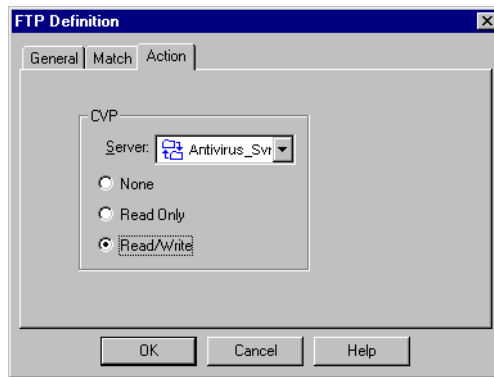 FTP Definition
General Match Action
CVP
Server: Antivirus_Svr
None
Read Only
Read/Write
OK Cancel Help